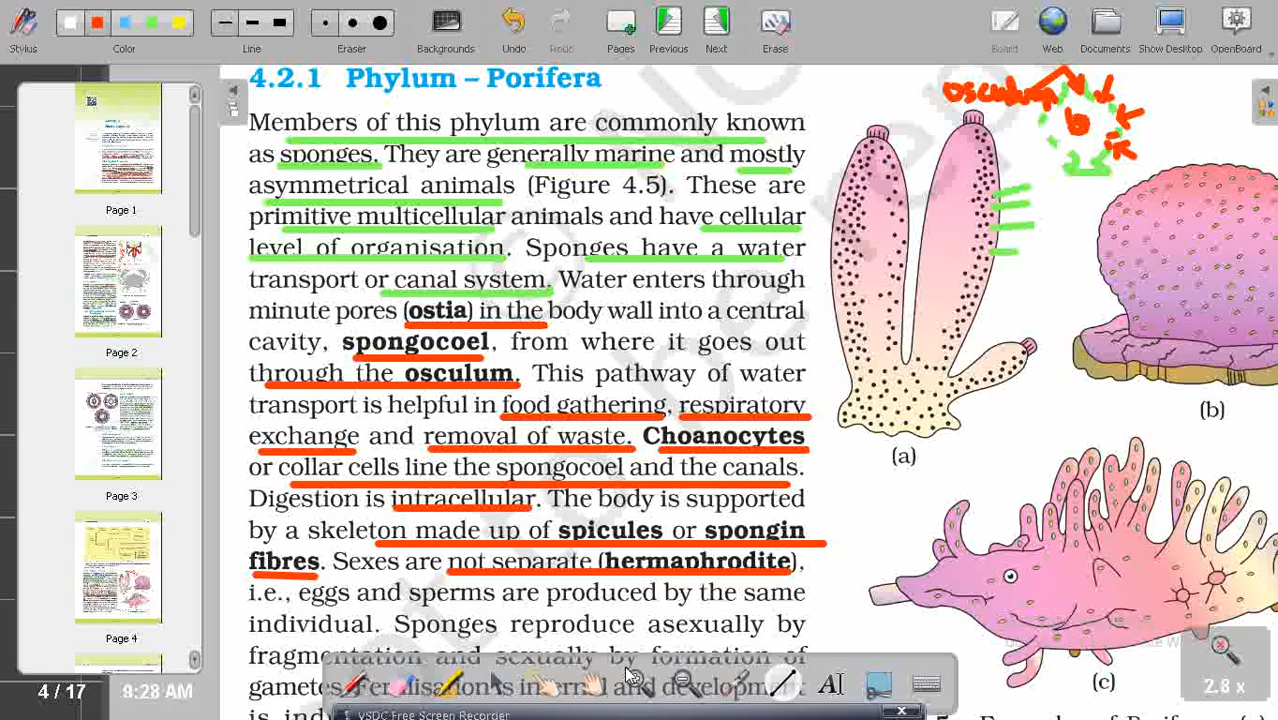 Stylus
Color
Line
Eraser
Backgrounds
Undo
Redo
Pages
Previous
Next
Erase
Board
Web
Documents
Show Desktop
OpenBoard
Page 1
Page 2
Page 3
Page 4
4.2.1 Phylum – Porifera
Members of this phylum are commonly known
as sponges. They are generally marine and mostly
asymmetrical animals (Figure 4.5). These are
primitive multicellular animals and have cellular
level of organisation. Sponges have a water
transport or canal system. Water enters through
minute pores (ostia) in the body wall into a central
cavity, spongocoel, from where it goes out
through the osculum. This pathway of water
transport is helpful in food gathering, respiratory
exchange and removal of waste. Choanocytes
or collar cells line the spongocoel and the canals.
Digestion is intracellular. The body is supported
by a skeleton made up of spicules or spongin
fibres. Sexes are not separate (hermaphrodite),
i.e., eggs and sperms are produced by the same
individual. Sponges reproduce asexually by
fragmentation and sexually by formation of
gametes.
is
osculum
(a)
(b)
(c)
AI
4 / 17 9:28 AM
2.8 x
VSDC Free Screen Recorder